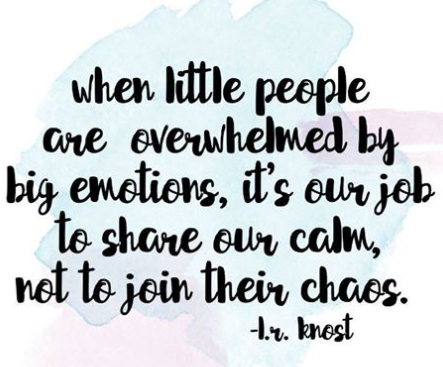 when little people
are overwhelmed by
big emotions, it's our job
to share our calm,
not to join their chaos.
-l.r. knost